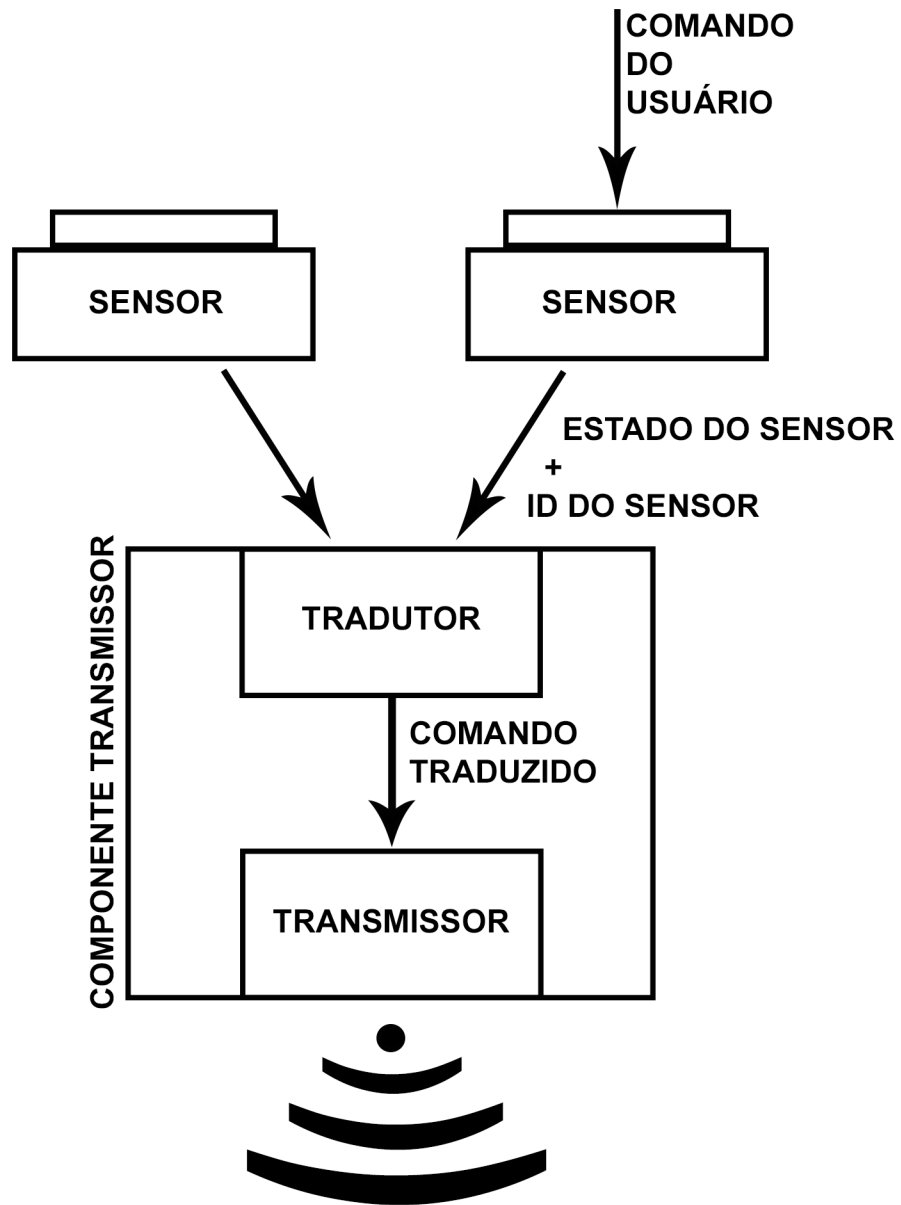 COMANDO
DO
USUÁRIO
SENSOR
SENSOR
ESTADO DO SENSOR
+
ID DO SENSOR
COMPONENTE TRANSMISSOR
TRADUTOR
COMANDO
TRADUZIDO
TRANSMISSOR